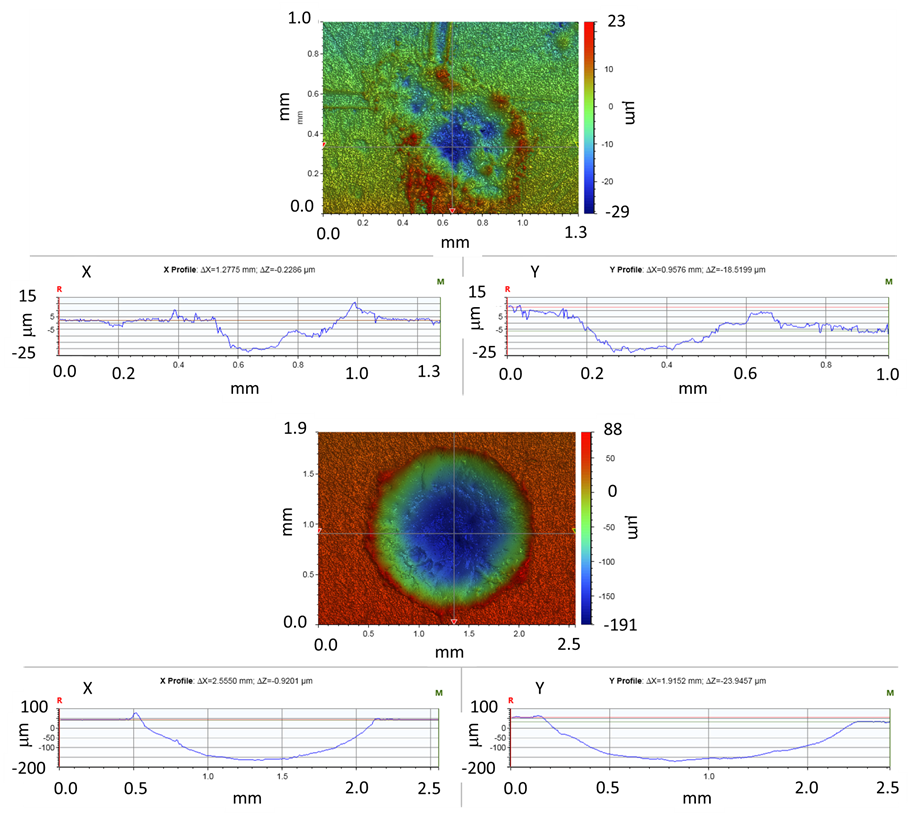 1.0
23
0.8
10
mm
mm
0.6
0
µm
0.4
-10
0.2
-20
0.0
-29
0.2 0.4 0.6 0.8 1.0
0.0 mm 1.3
X X Profile: ΔX=1.2775 mm; ΔZ=-0.2286 µm
R M
15
5
-5
µm
-25
0.0 0.2 0.4 0.6 0.8 1.0 1.3
mm
Y Y Profile: ΔX=0.9576 mm; ΔZ=-18.5199 µm
R M
15
5
-5
µm
-25
0.0 0.2 0.4 0.6 0.8 1.0
mm
1.9
88
1.5
50
0
mm
1.0
-50
µm
-100
0.5
-150
0.0
-191
0.5 1.0 1.5 2.0
0.0 mm 2.5
X X Profile: ΔX=2.5550 mm; ΔZ=-0.9201 µm
R M
100
0
-50
-100
µm
-200
0.0 0.5 1.0 1.5 2.0 2.5
mm
Y Y Profile: ΔX=1.9152 mm; ΔZ=-23.9457 µm
R M
100
0
-50
-100
µm
-200
0.0 0.5 1.0 2.0 2.5
mm